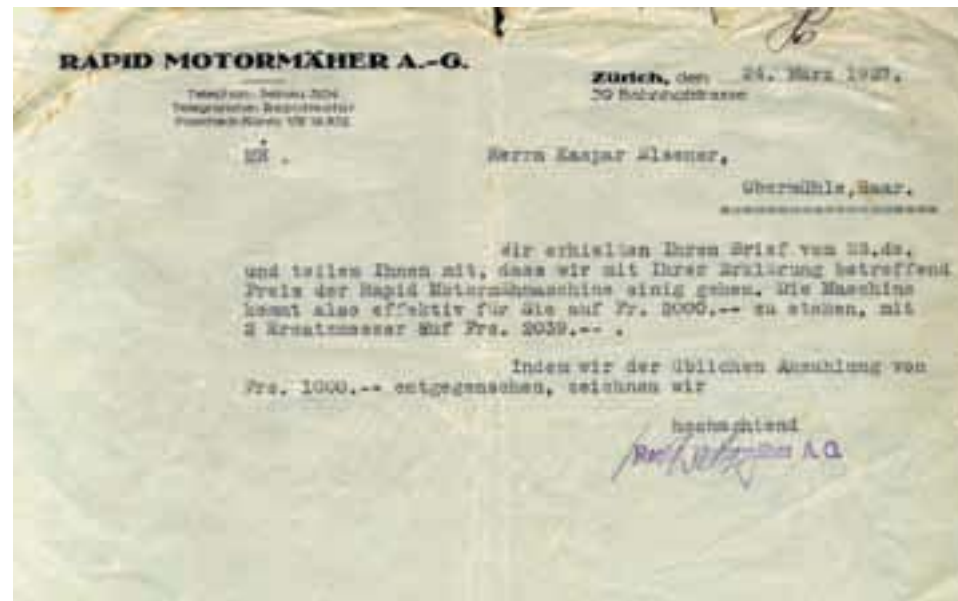 RAPID MOTORMÄHER A.-G.
Zürich, den 24. März 1927.
39 Bahnhofstrasse
Herrn Kaspar Elsener,
Obermühle, Baar.
Wir erhielten Ihren Brief vom 23.ds.
und teilen Ihnen mit, dass wir mit Ihrer Erklärung betreffend
Preis der Rapid Motormähmaschine einig gehen. Die Maschine
kommt also effektiv für Sie auf Fr. 2000.-- zu stehen, mit
2 Ersatzmesser auf Frs. 2039.-- .
Indem wir der üblichen Anzahlung von
Frs. 1000.-- entgegensehen, zeichnen wir
hochachtend
A.G.